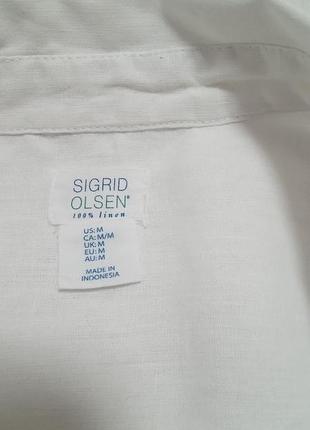 SIGRID
OLSEN®
100% linen
US: M
CA: M/M
UK: M
EU: M
AU: M
MADE IN
INDONESIA